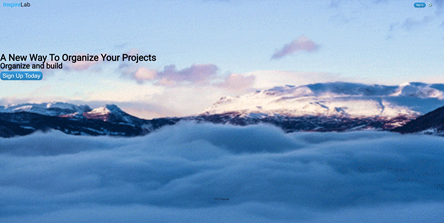 InspireLab
A New Way To Organize Your Projects
Organize and build
Sign Up Today